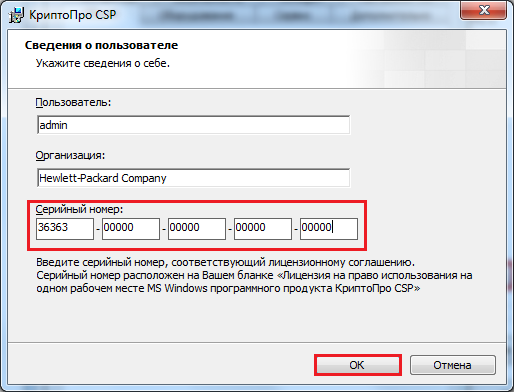 КриптоПро CSP
Сведения о пользователе
Укажите сведения о себе.
Пользователь:
admin
Организация:
Hewlett-Packard Company
Серийный номер:
36363 - 00000 - 00000 - 00000 - 00000
Введите серийный номер, соответствующий лицензионному соглашению.
Серийный номер расположен на Вашем бланке «Лицензия на право использования на
одном рабочем месте MS Windows программного продукта КриптоПро CSP»
OK Отмена